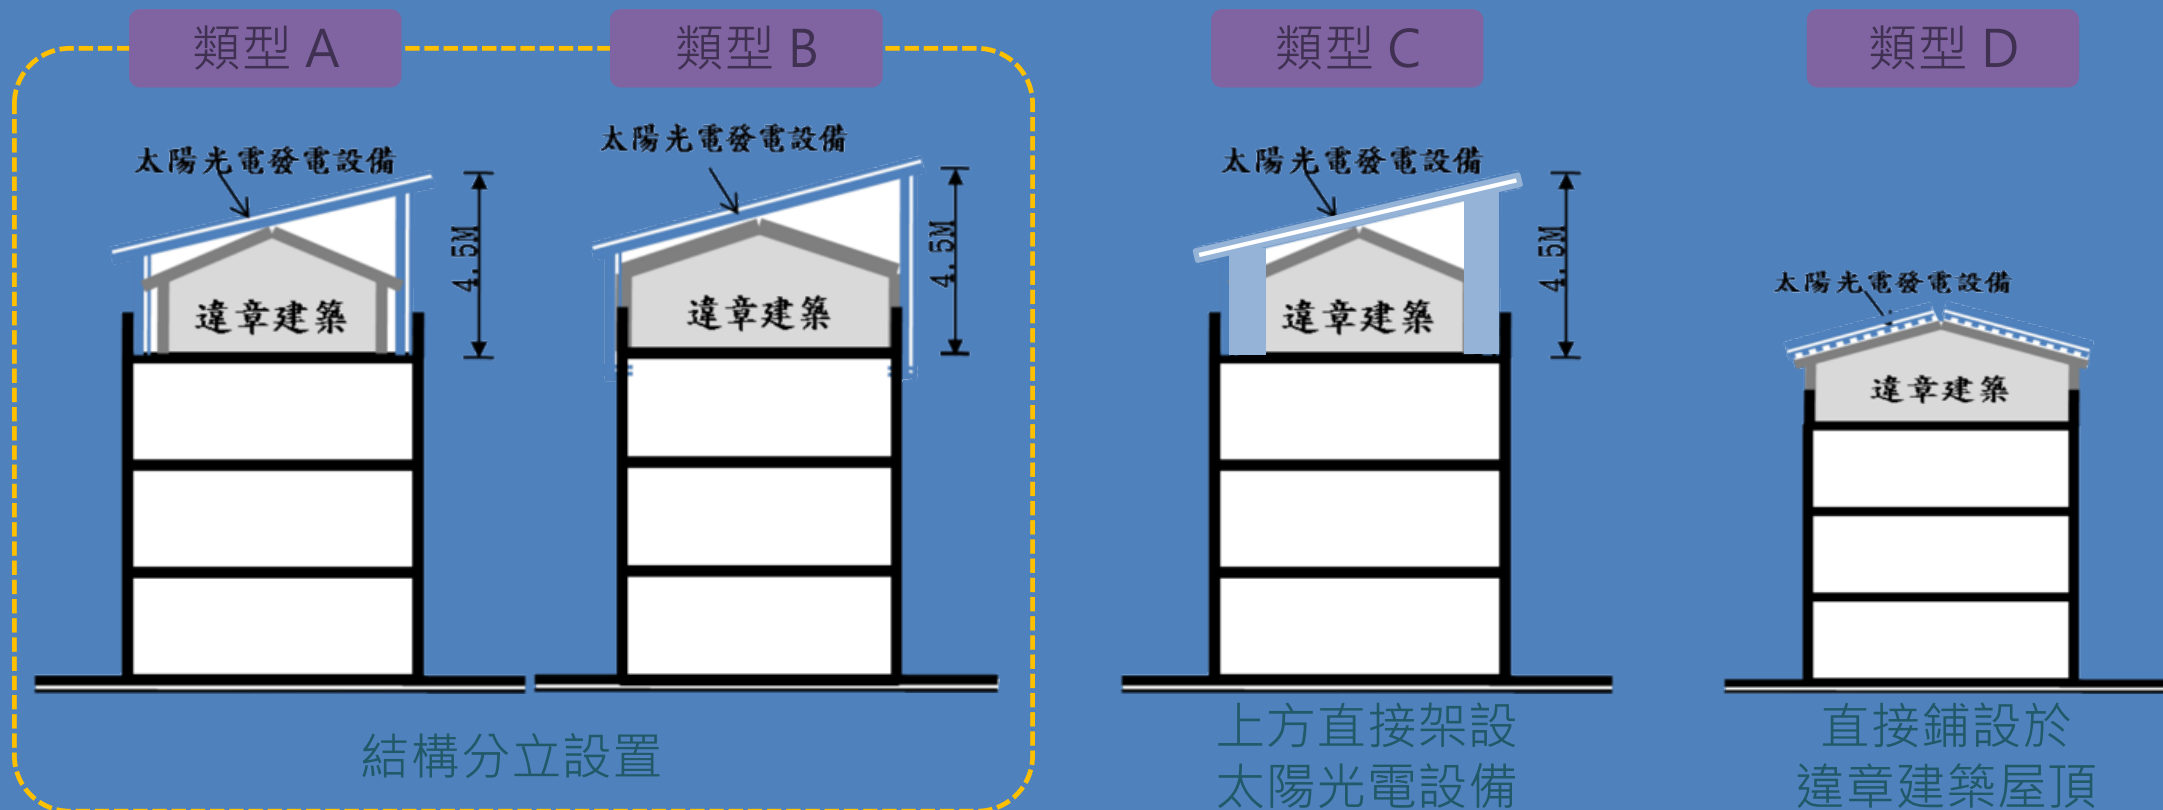 類型 A
類型 B
類型 C
類型 D
太陽光電發電設備
太陽光電發電設備
太陽光電發電設備
太陽光電發電設備
4.5M
4.5M
4.5M
違章建築
違章建築
違章建築
違章建築
結構分立設置
上方直接架設
太陽光電設備
直接鋪設於
違章建築屋頂